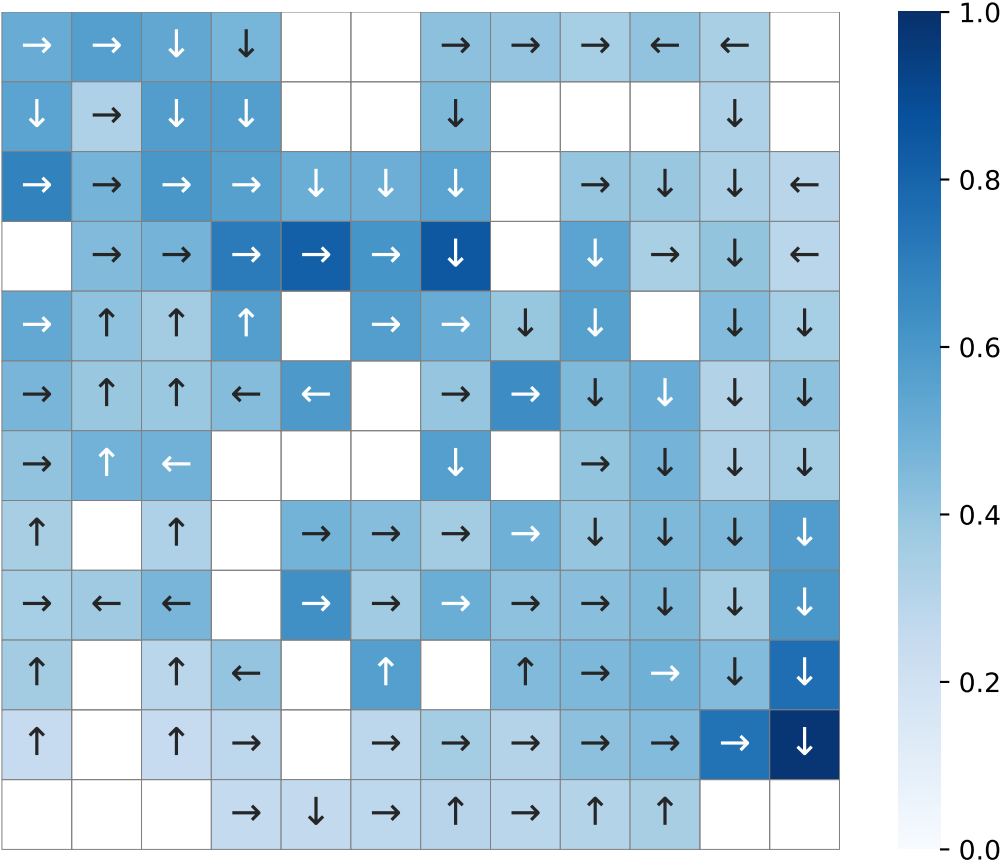 → → ↓ ↓ → → → ← ← 1.0
↓ → ↓ ↓ ↓ ↓
→ → → → ↓ ↓ ↓ → ↓ ↓ ← 0.8
→ → → → → ↓ ↓ → ↓ ←
→ ↑ ↑ ↑ → → ↓ ↓ ↓ ↓ 0.6
→ ↑ ↑ ← ← → → ↓ ↓ ↓ ↓
→ ↑ ← ↓ → ↓ ↓ ↓
↑ ↑ → → → → ↓ ↓ ↓ ↓ 0.4
→ ← ← → → → → → ↓ ↓ ↓
↑ ↑ ← ↑ ↑ → → ↓ ↓ 0.2
↑ ↑ → → → → → → → ↓
→ ↓ → ↑ → ↑ ↑ 0.0